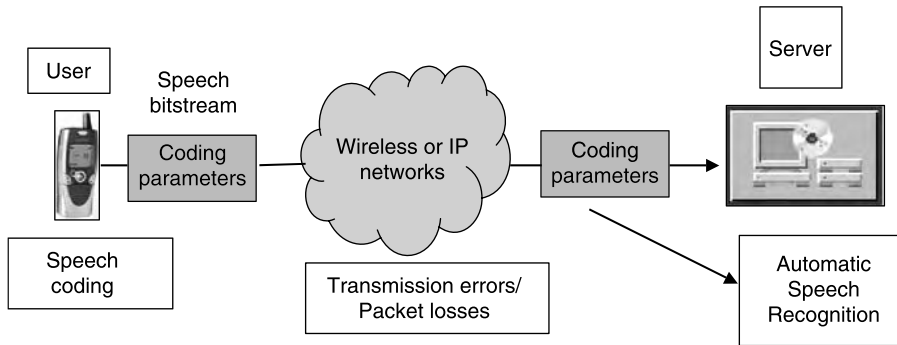 User
Speech
bitstream
Coding
parameters
Speech
coding
Wireless or IP
networks
Transmission errors/
Packet losses
Coding
parameters
Server
Automatic
Speech
Recognition